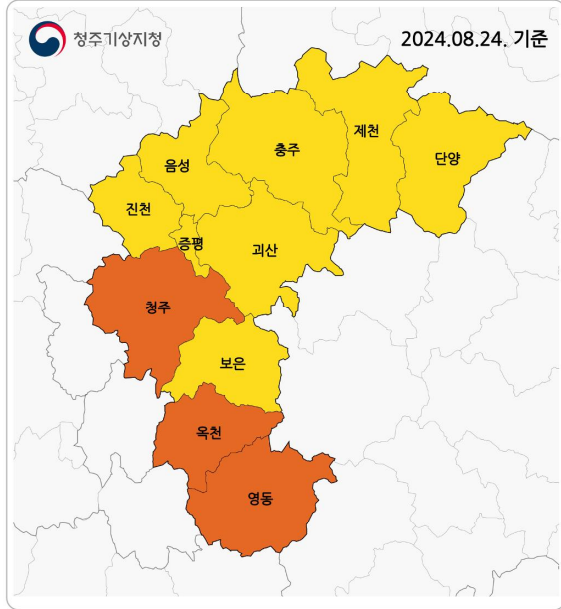 청주기상지청
2024.08.24. 기준
제천
충주
단양
음성
진천
증평
괴산
청주
보은
옥천
영동